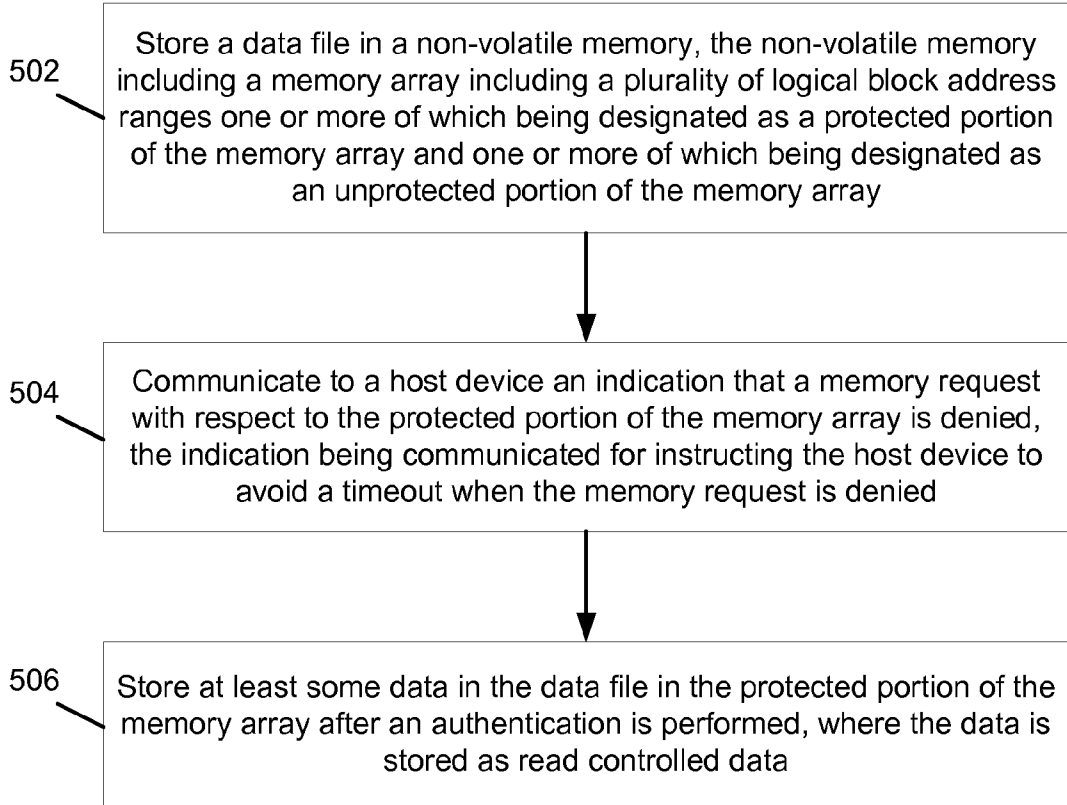 502
Store a data file in a non-volatile memory, the non-volatile memory
including a memory array including a plurality of logical block address
ranges one or more of which being designated as a protected portion
of the memory array and one or more of which being designated as
an unprotected portion of the memory array
504
Communicate to a host device an indication that a memory request
with respect to the protected portion of the memory array is denied,
the indication being communicated for instructing the host device to
avoid a timeout when the memory request is denied
506
Store at least some data in the data file in the protected portion of the
memory array after an authentication is performed, where the data is
stored as read controlled data